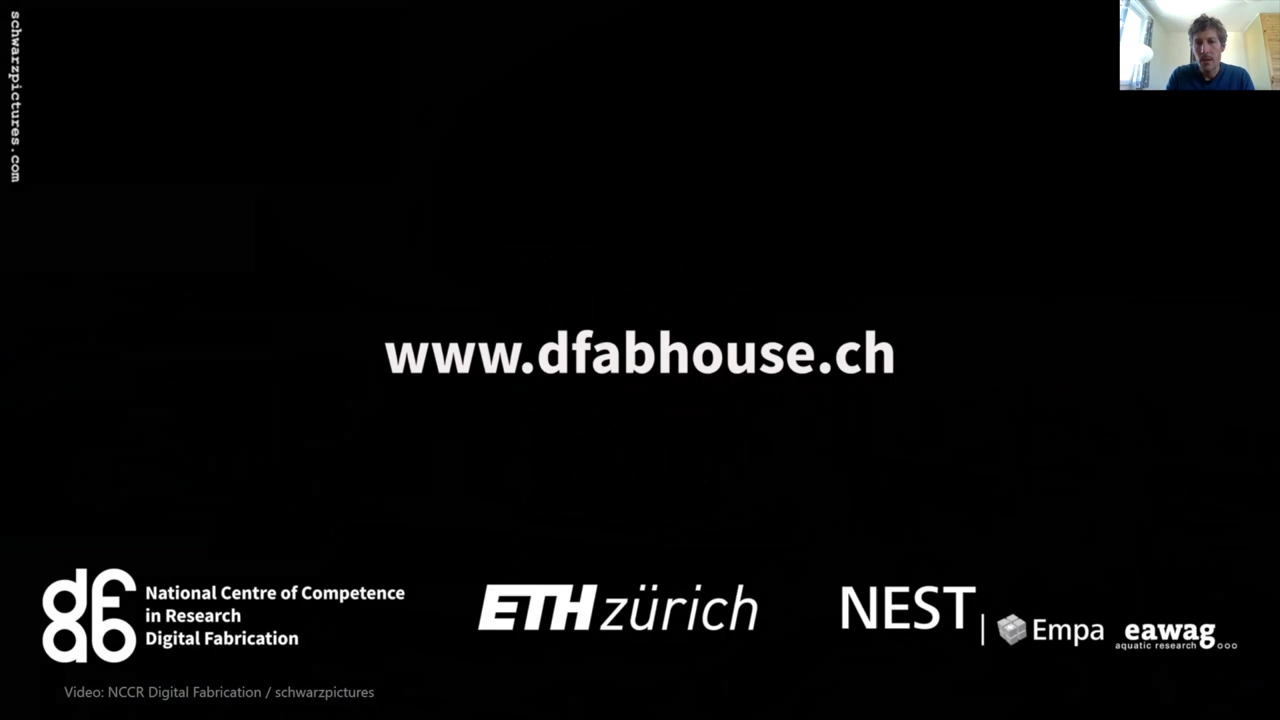 schwarzpictures.com
www.dfabhouse.ch
dfab
National Centre of Competence
in Research
Digital Fabrication
ETH zürich
NEST
Empa
eawag
aquatic research
Video: NCCR Digital Fabrication / schwarzpictures